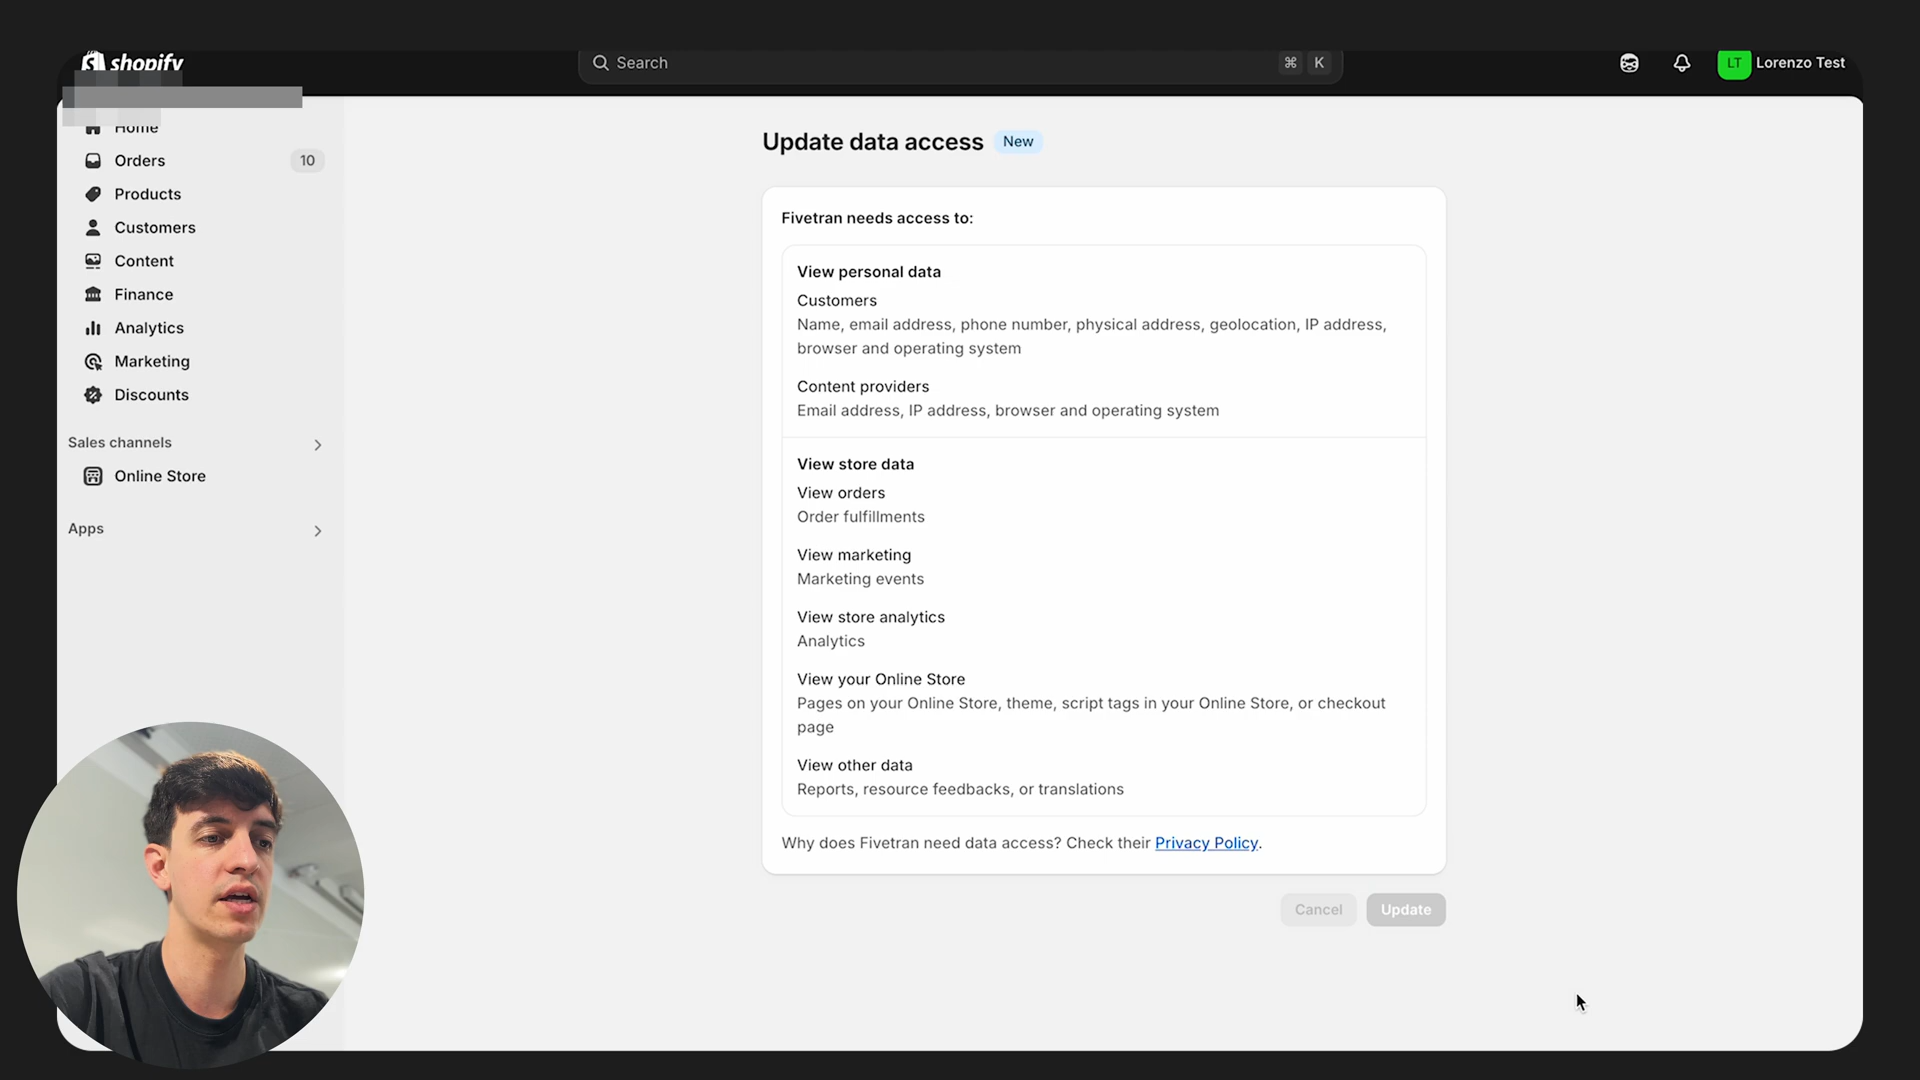 shopify
Search
⌘ K
LT Lorenzo Test
Home
Orders 10
Products
Customers
Content
Finance
Analytics
Marketing
Discounts
Sales channels
Online Store
Apps
Update data access New
Fivetran needs access to:
View personal data
Customers
Name, email address, phone number, physical address, geolocation, IP address,
browser and operating system
Content providers
Email address, IP address, browser and operating system
View store data
View orders
Order fulfillments
View marketing
Marketing events
View store analytics
Analytics
View your Online Store
Pages on your Online Store, theme, script tags in your Online Store, or checkout
page
View other data
Reports, resource feedbacks, or translations
Why does Fivetran need data access? Check their Privacy Policy.
Cancel Update